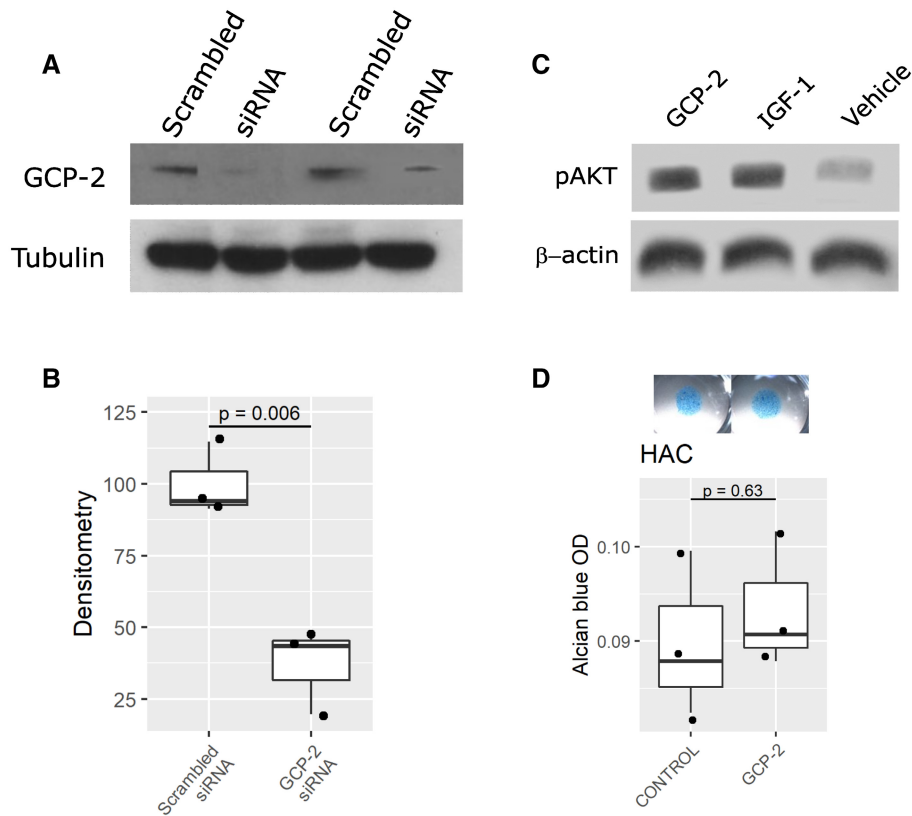 A
Scrambled
siRNA
Scrambled
siRNA
GCP-2
Tubulin
C
GCP-2
IGF-1
Vehicle
pAKT
β–actin
B
p = 0.006
125
100
75
50
25
Densitometry
Scrambled
siRNA
GCP-2
siRNA
D
HAC
p = 0.63
0.10
0.09
Alcian blue OD
CONTROL
GCP-2